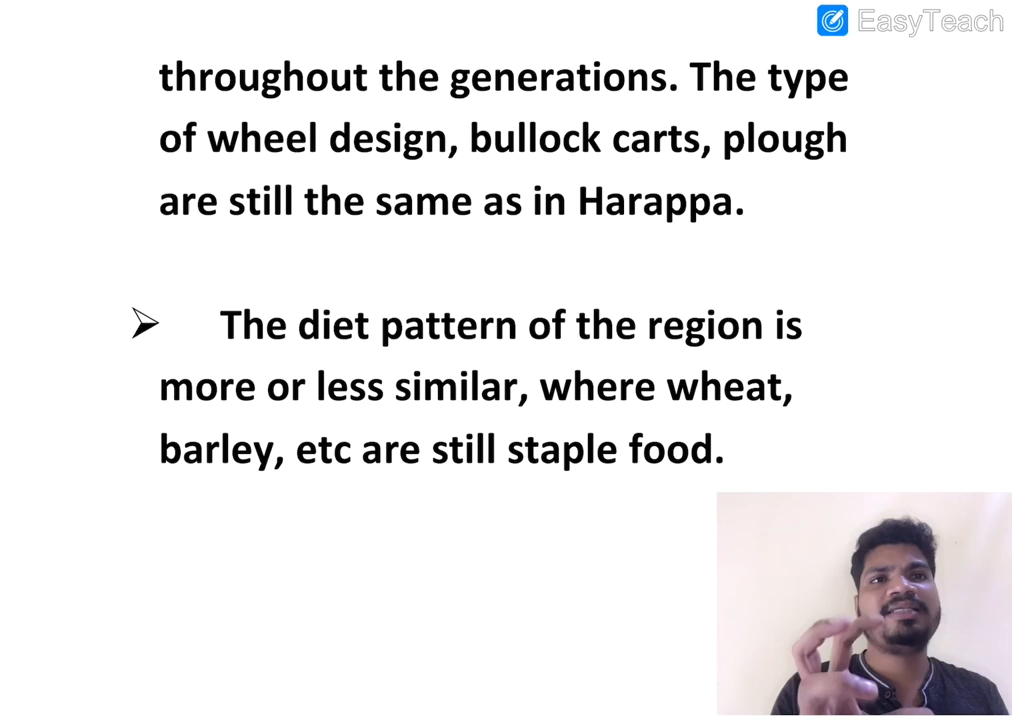 EasyTeach
throughout the generations. The type
of wheel design, bullock carts, plough
are still the same as in Harappa.
The diet pattern of the region is
more or less similar, where wheat,
barley, etc are still staple food.